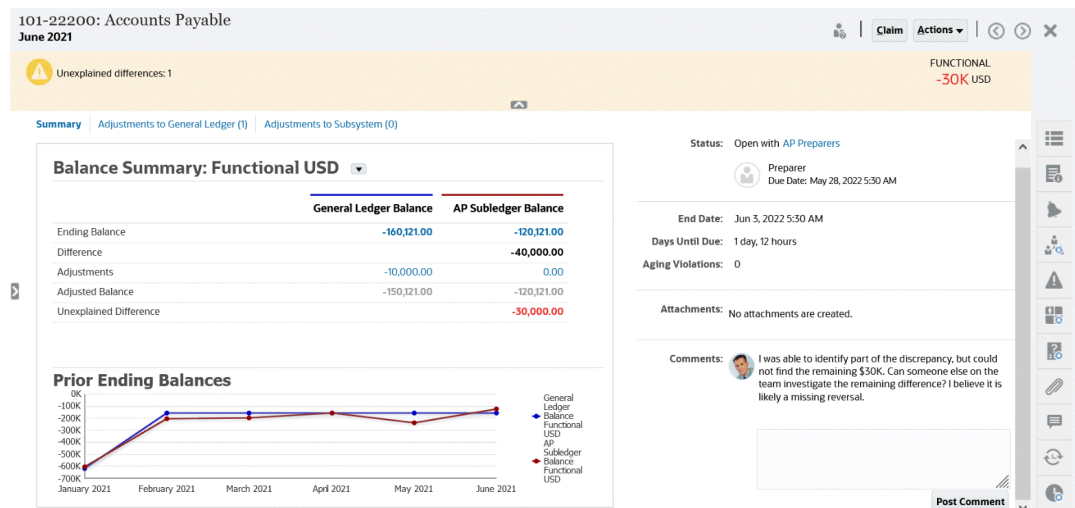 101-22200: Accounts Payable
June 2021
Claim Actions
Unexplained differences: 1
FUNCTIONAL
-30K USD
Summary Adjustments to General Ledger (1) Adjustments to Subsystem (0)
Balance Summary: Functional USD
General Ledger Balance AP Subledger Balance
Ending Balance -160,121.00 -120,121.00
Difference -40,000.00
Adjustments -10,000.00 0.00
Adjusted Balance -150,121.00 -120,121.00
Unexplained Difference -30,000.00
Prior Ending Balances
0K
-100K
-200K
-300K
-400K
-500K
-600K
-700K
January 2021 February 2021 March 2021 April 2021 May 2021 June 2021
General
Ledger
Balance
Functional
USD
AP
Subledger
Balance
Functional
USD
Status: Open with AP Preparers
Preparer
Due Date: May 28, 2022 5:30 AM
End Date: Jun 3, 2022 5:30 AM
Days Until Due: 1 day, 12 hours
Aging Violations: 0
Attachments: No attachments are created.
Comments: I was able to identify part of the discrepancy, but could
not find the remaining $30K. Can someone else on the
team investigate the remaining difference? I believe it is
likely a missing reversal.
Post Comment